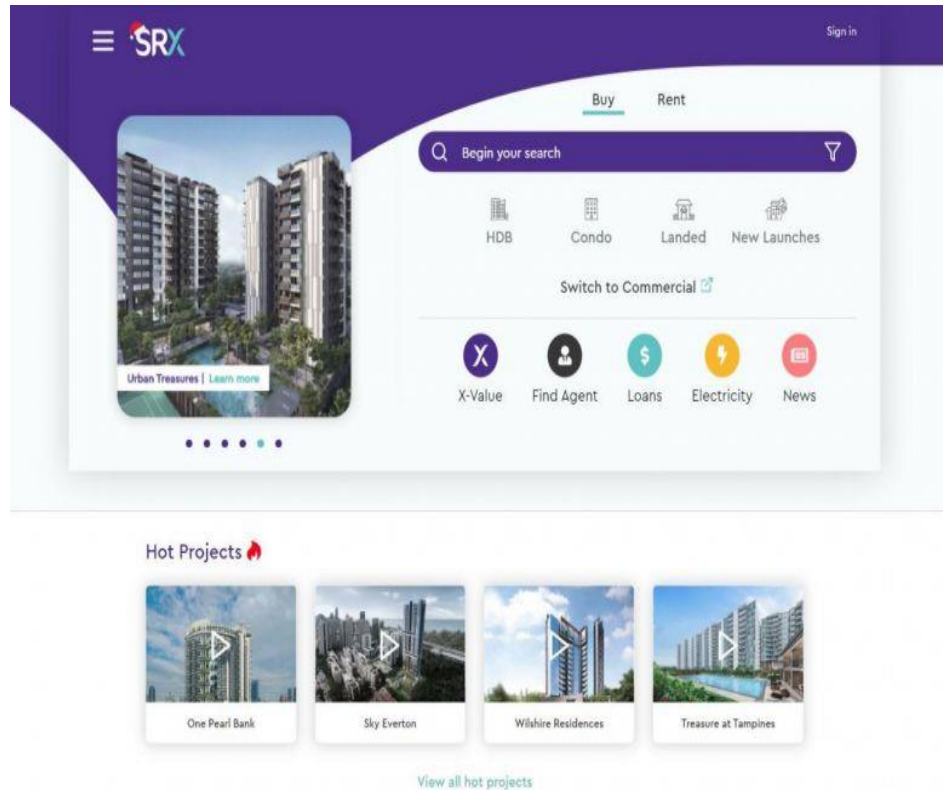 SRX
Sign in
Buy Rent
Begin your search
HDB Condo Landed New Launches
Switch to Commercial
X
$
X-Value Find Agent Loans Electricity News
Urban Treasures | Learn more
Hot Projects
One Pearl Bank
Sky Everton
Wilshire Residences
Treasure at Tampines
View all hot projects